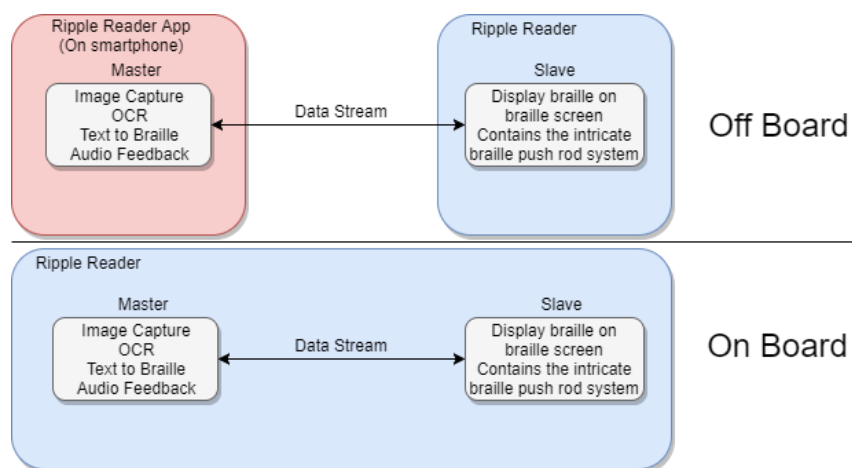 Ripple Reader App
(On smartphone)
Master
Image Capture
OCR
Text to Braille
Audio Feedback
Data Stream
Ripple Reader
Slave
Display braille on
braille screen
Contains the intricate
braille push rod system
Off Board
Ripple Reader
Master
Image Capture
OCR
Text to Braille
Audio Feedback
Data Stream
Slave
Display braille on
braille screen
Contains the intricate
braille push rod system
On Board